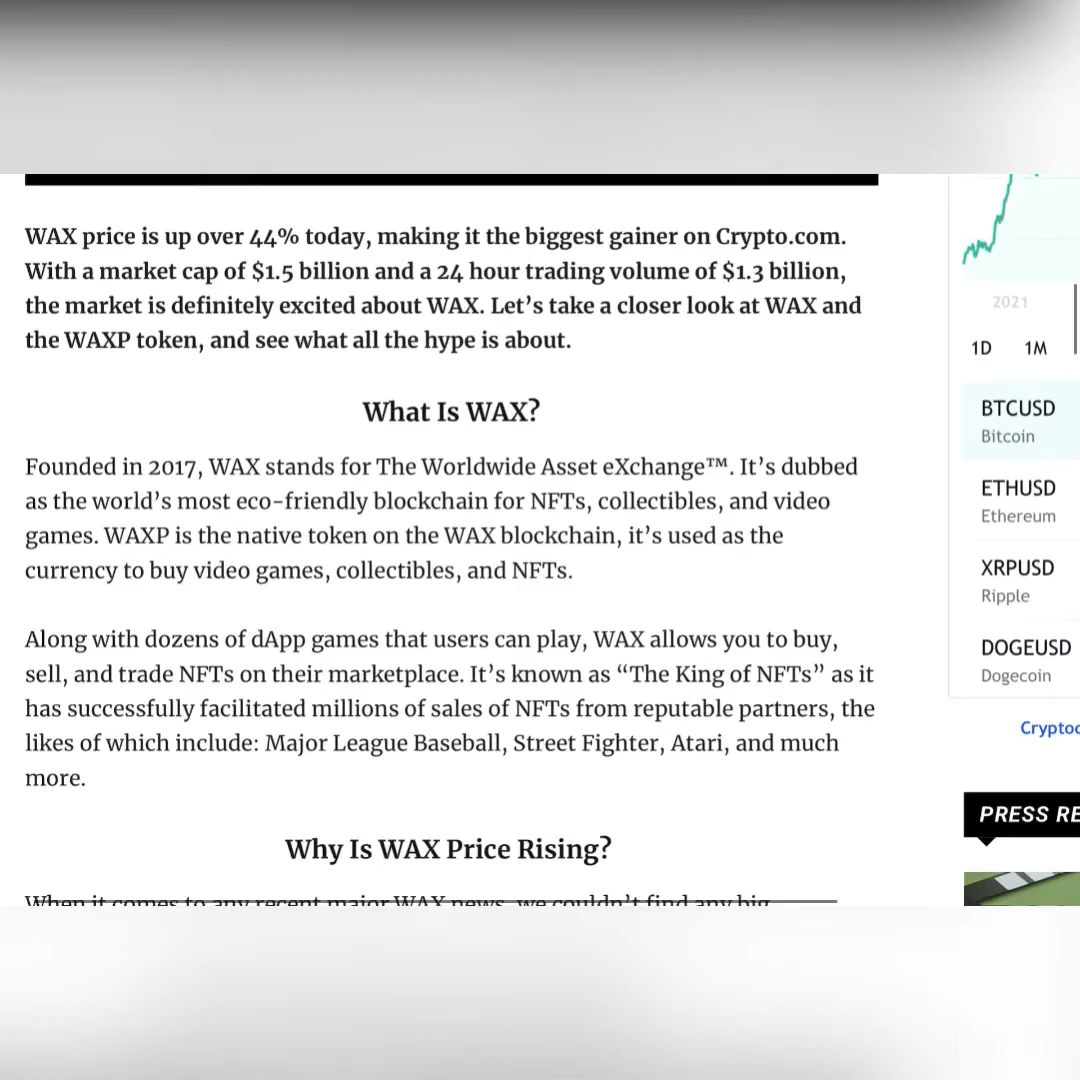 WAX price is up over 44% today, making it the biggest gainer on Crypto.com.
With a market cap of $1.5 billion and a 24 hour trading volume of $1.3 billion,
the market is definitely excited about WAX. Let's take a closer look at WAX and
the WAXP token, and see what all the hype is about.
What Is WAX?
Founded in 2017, WAX stands for The Worldwide Asset eXchange™. It's dubbed
as the world's most eco-friendly blockchain for NFTs, collectibles, and video
games. WAXP is the native token on the WAX blockchain, it's used as the
currency to buy video games, collectibles, and NFTs.
Along with dozens of dApp games that users can play, WAX allows you to buy,
sell, and trade NFTs on their marketplace. It's known as “The King of NFTs” as it
has successfully facilitated millions of sales of NFTs from reputable partners, the
likes of which include: Major League Baseball, Street Fighter, Atari, and much
more.
Why Is WAX Price Rising?
When it comes to any recent major WAX news, we couldn't find any big
2021
1D 1M
BTCUSD
Bitcoin
ETHUSD
Ethereum
XRPUSD
Ripple
DOGEUSD
Dogecoin
Cryptoc
PRESS RE